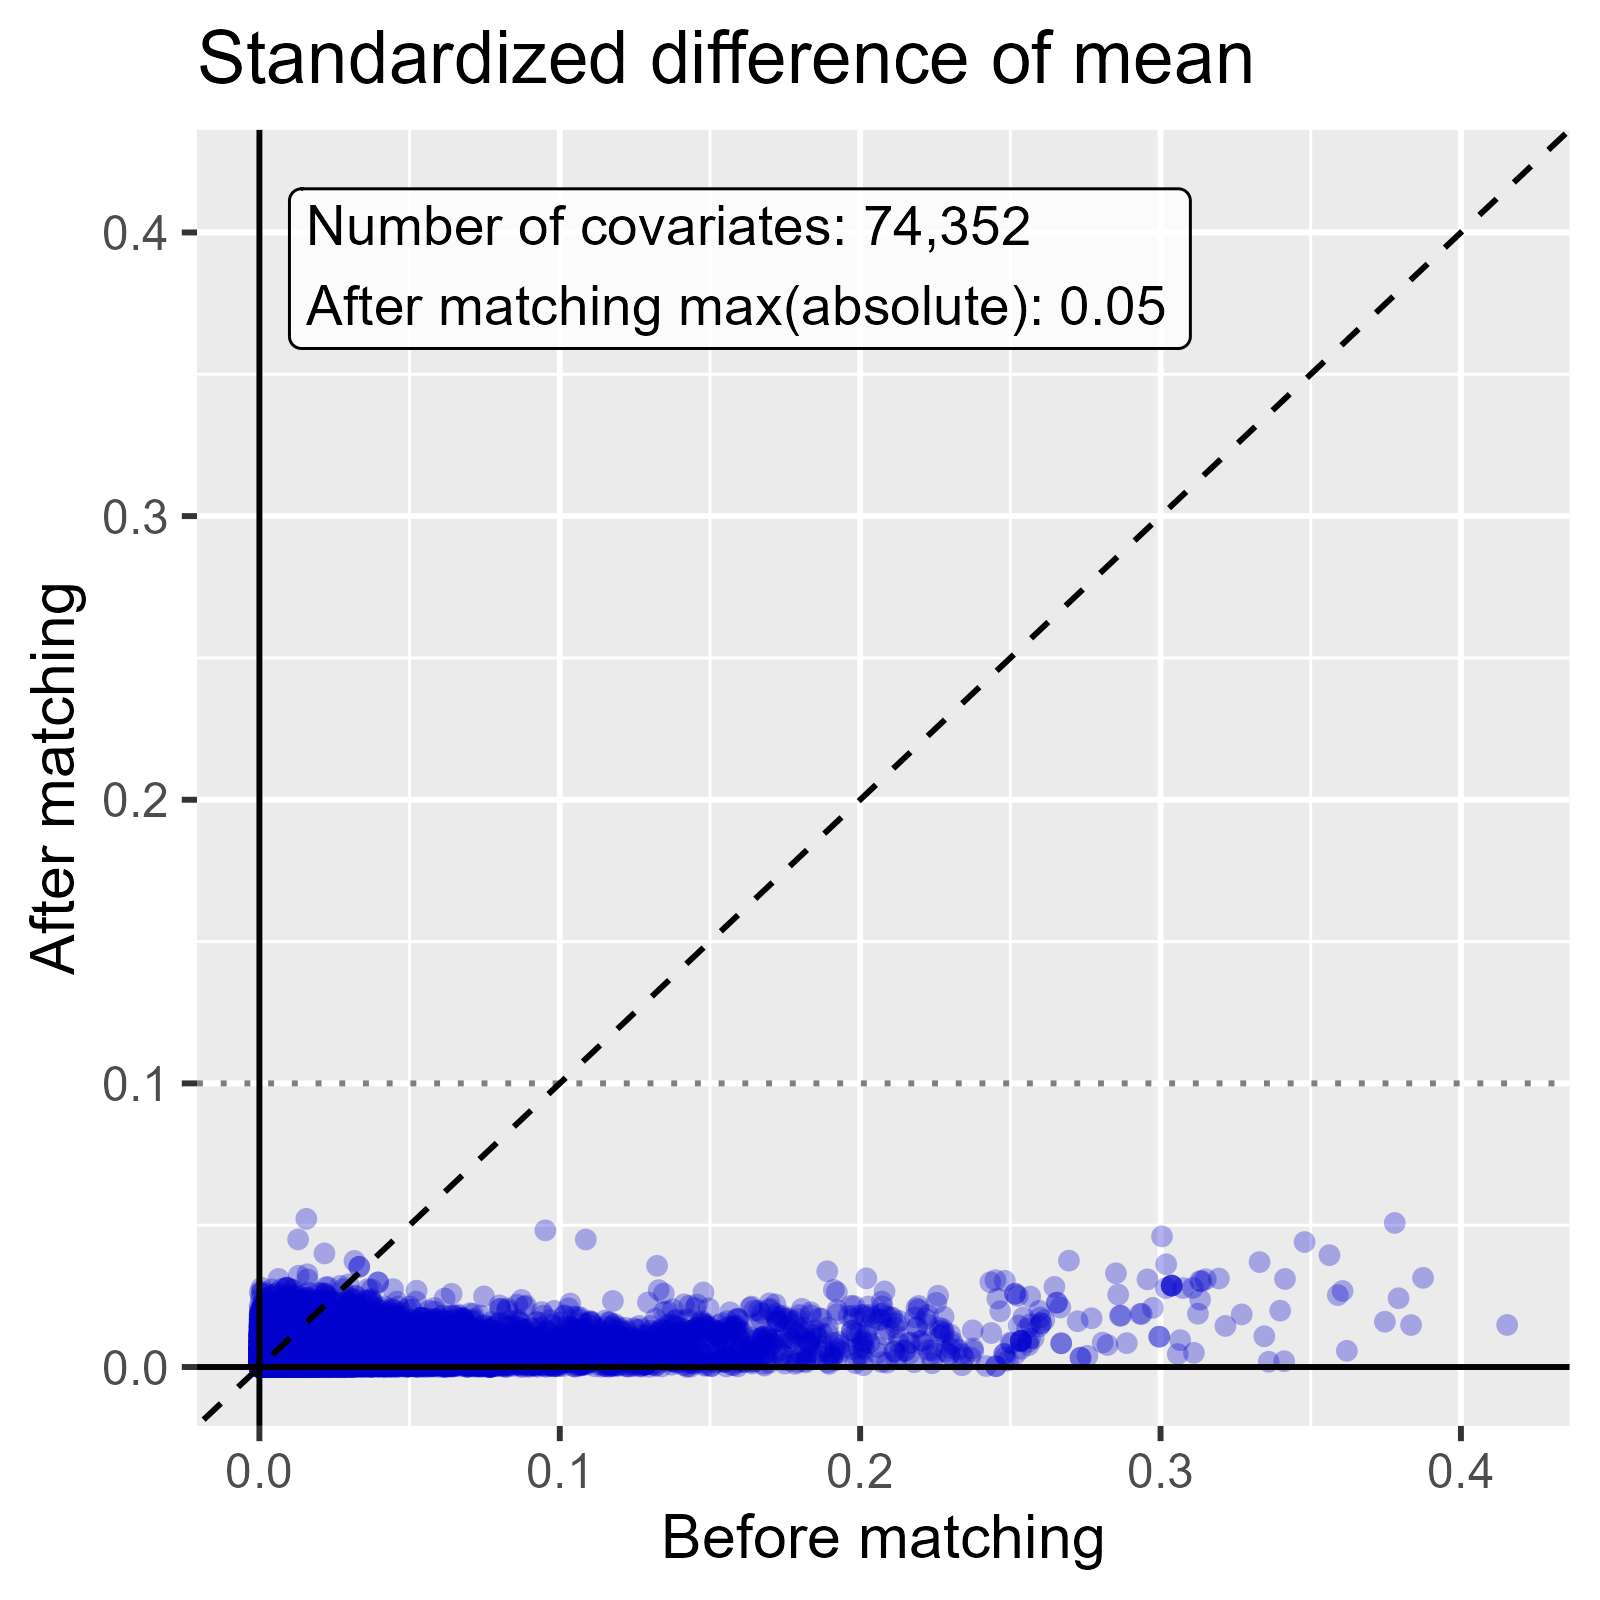 Standardized difference of mean
Number of covariates: 74,352
After matching max(absolute): 0.05
After matching
0.4
0.3
0.2
0.1
0.0
0.0 0.1 0.2 0.3 0.4
Before matching